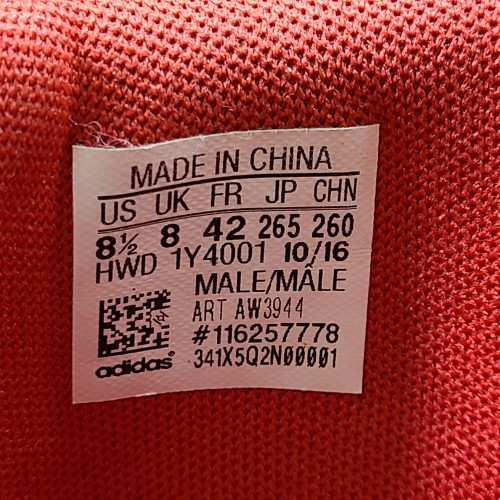 MADE IN CHINA
US UK FR JP CHN
8½ 8 42 265 260
HWD 1Y4001 10/16
MALE/MÂLE
ART AW3944
#116257778
341X5Q2N00001
adidas®